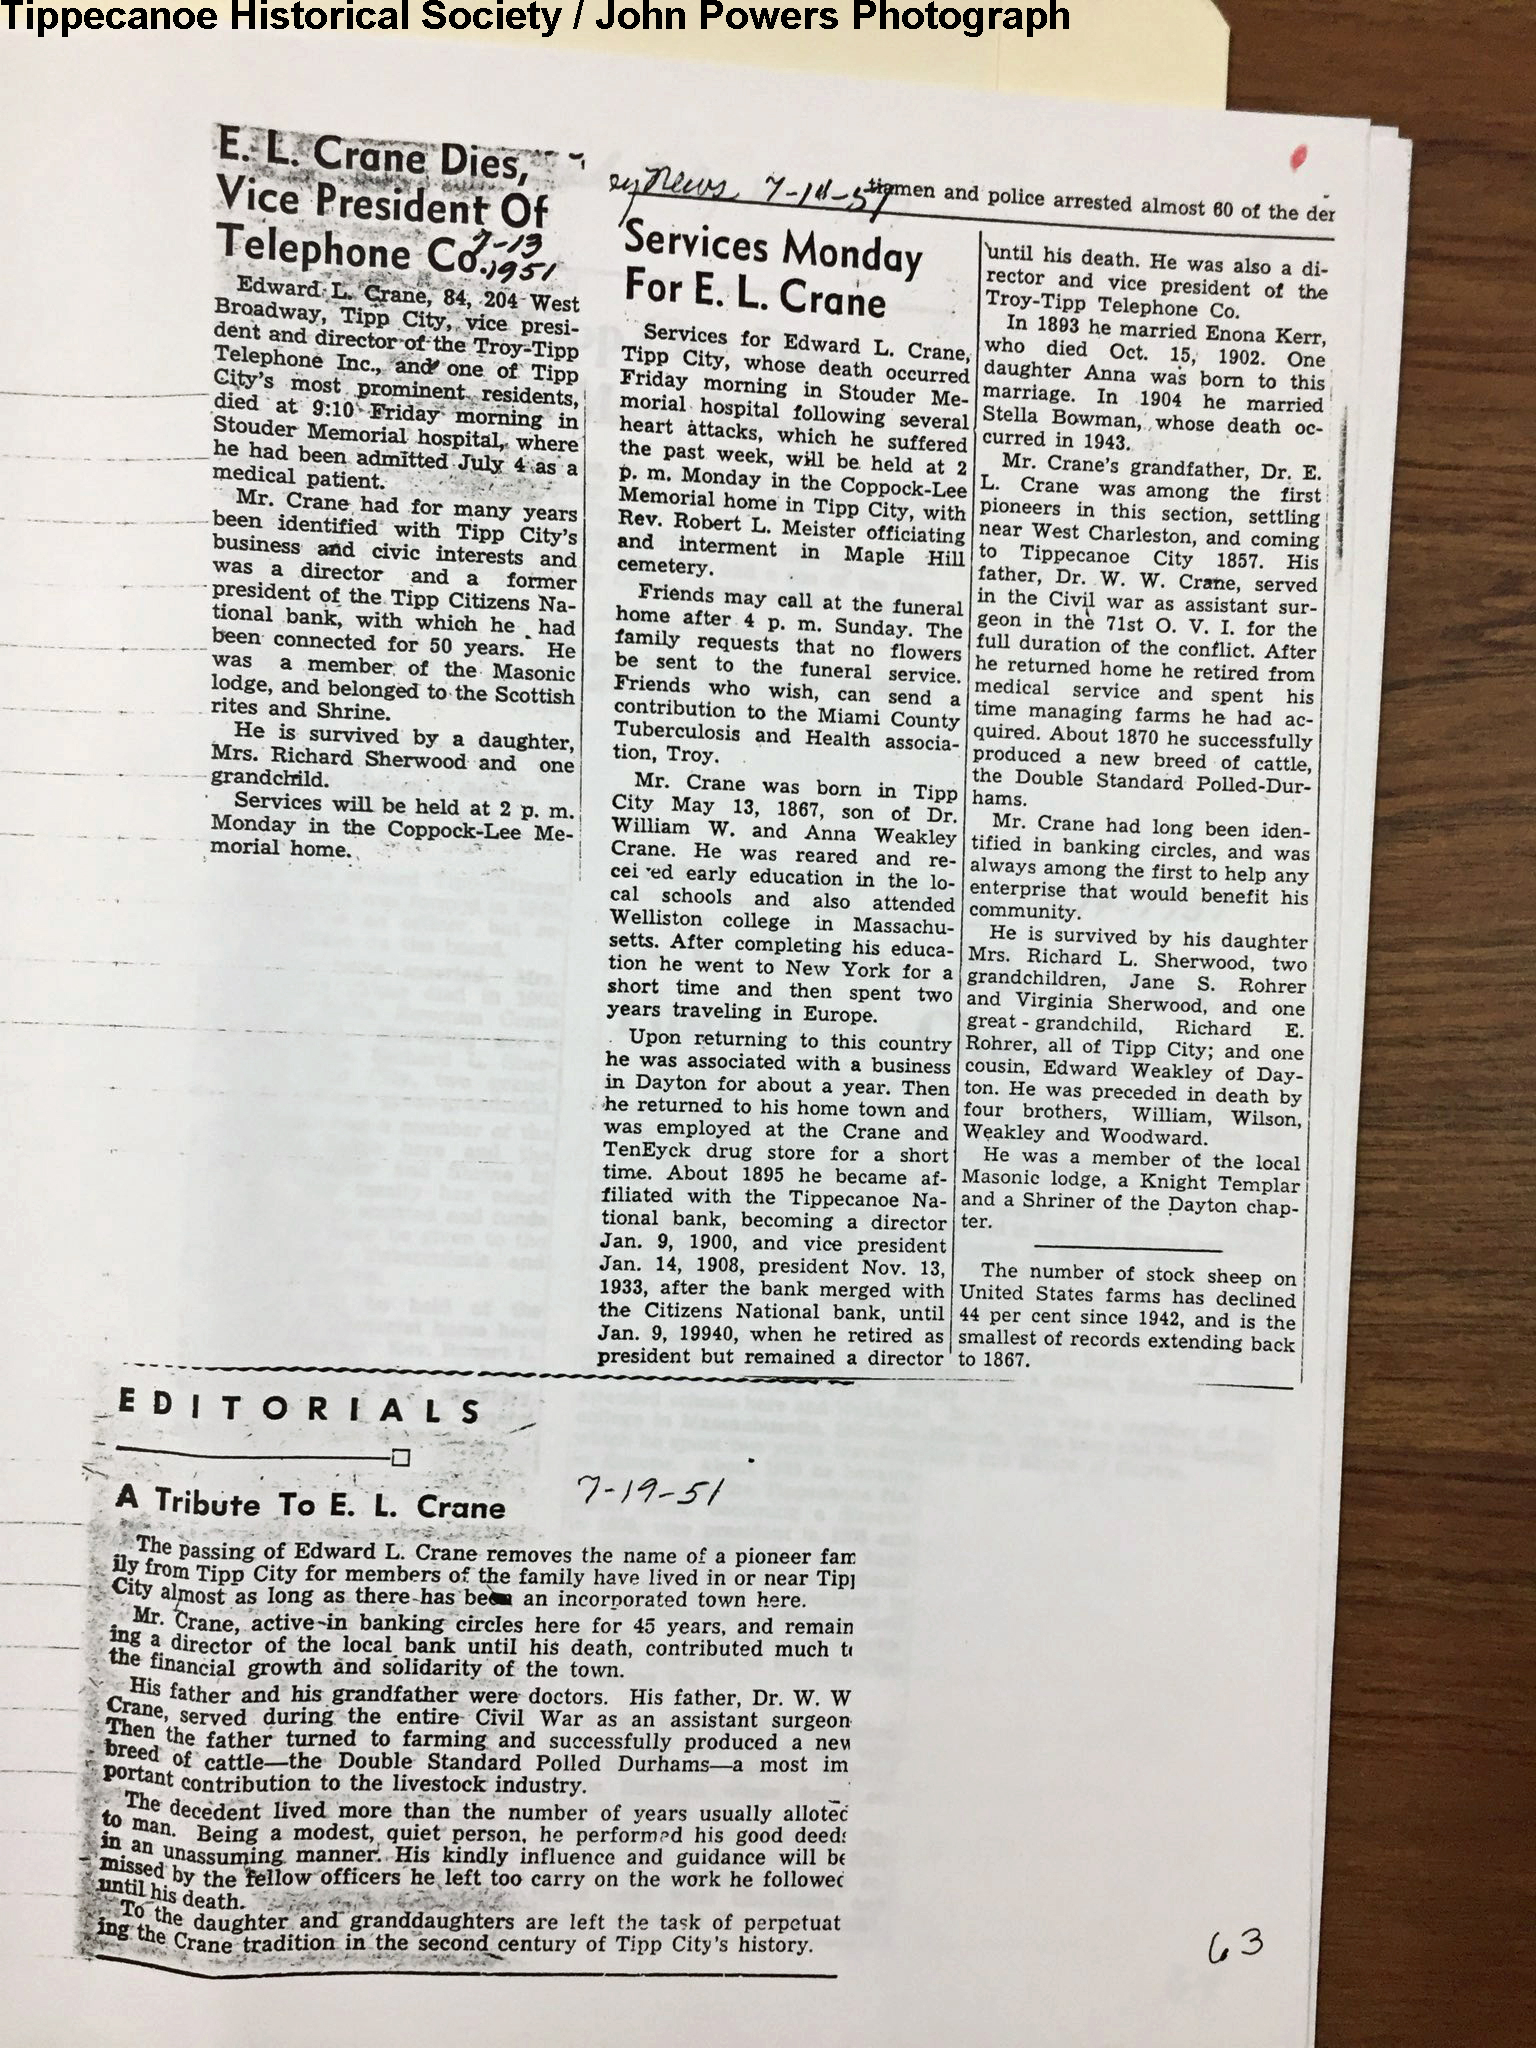 Tippecanoe Historical Society / John Powers Photograph
E. L. Crane Dies,
Vice President Of
Telephone Co.
7-13
1951
Edward L. Crane, 84, 204 West
Broadway, Tipp City, vice presi-
dent and director of the Troy-Tipp
Telephone Inc., and one of Tipp
City's most prominent residents,
died at 9:10 Friday morning in
Stouder Memorial hospital, where
he had been admitted July 4 as a
medical patient.
Mr. Crane had for many years
been identified with Tipp City's
business and civic interests and
was a director and a former
president of the Tipp Citizens Na-
tional bank, with which he had
been connected for 50 years. He
was a member of the Masonic
lodge, and belonged to the Scottish
rites and Shrine.
He is survived by a daughter,
Mrs. Richard Sherwood and one
grandchild.
Services will be held at 2 p. m.
Monday in the Coppock-Lee Me-
morial home.
News 7-14-51
men and police arrested almost 60 of the der
Services Monday
For E. L. Crane
Services for Edward L. Crane,
Tipp City, whose death occurred
Friday morning in Stouder Me-
morial hospital following several
heart attacks, which he suffered
the past week, will be held at 2
p. m. Monday in the Coppock-Lee
Memorial home in Tipp City, with
Rev. Robert L. Meister officiating
and interment in Maple Hill
cemetery.
Friends may call at the funeral
home after 4 p. m. Sunday. The
family requests that no flowers
be sent to the funeral service.
Friends who wish, can send a
contribution to the Miami County
Tuberculosis and Health associa-
tion, Troy.
Mr. Crane was born in Tipp
City May 13, 1867, son of Dr.
William W. and Anna Weakley
Crane. He was reared and re-
cei ed early education in the lo-
cal schools and also attended
Welliston college in Massachu-
setts. After completing his educa-
tion he went to New York for a
short time and then spent two
years traveling in Europe.
Upon returning to this country
he was associated with a business
in Dayton for about a year. Then
he returned to his home town and
was employed at the Crane and
TenEyck drug store for a short
time. About 1895 he became af-
filiated with the Tippecanoe Na-
tional bank, becoming a director
Jan. 9, 1900, and vice president
Jan. 14, 1908, president Nov. 13,
1933, after the bank merged with
the Citizens National bank, until
Jan. 9, 19940, when he retired as
president but remained a director
until his death. He was also a di-
rector and vice president of the
Troy-Tipp Telephone Co.
In 1893 he married Enona Kerr,
who died Oct. 15, 1902. One
daughter Anna was born to this
marriage. In 1904 he married
Stella Bowman, whose death oc-
curred in 1943.
Mr. Crane's grandfather, Dr. E.
L. Crane was among the first
pioneers in this section, settling
near West Charleston, and coming
to Tippecanoe City 1857. His
father, Dr. W. W. Crane, served
in the Civil war as assistant sur-
geon in the 71st O. V. I. for the
full duration of the conflict. After
he returned home he retired from
medical service and spent his
time managing farms he had ac-
quired. About 1870 he successfully
produced a new breed of cattle,
the Double Standard Polled-Dur-
hams.
Mr. Crane had long been iden-
tified in banking circles, and was
always among the first to help any
enterprise that would benefit his
community.
He is survived by his daughter
Mrs. Richard L. Sherwood, two
grandchildren, Jane S. Rohrer
and Virginia Sherwood, and one
great-grandchild, Richard E.
Rohrer, all of Tipp City; and one
cousin, Edward Weakley of Day-
ton. He was preceded in death by
four brothers, William, Wilson,
Weakley and Woodward.
He was a member of the local
Masonic lodge, a Knight Templar
and a Shriner of the Dayton chap-
ter.
The number of stock sheep on
United States farms has declined
44 per cent since 1942, and is the
smallest of records extending back
to 1867.
EDITORIALS
A Tribute To E. L. Crane
7-19-51
The passing of Edward L. Crane removes the name of a pioneer fam
ily from Tipp City for members of the family have lived in or near Tipp
City almost as long as there has been an incorporated town here.
Mr. Crane, active in banking circles here for 45 years, and remain
ing a director of the local bank until his death, contributed much to
the financial growth and solidarity of the town.
His father and his grandfather were doctors. His father, Dr. W. W
Crane, served during the entire Civil War as an assistant surgeon
Then the father turned to farming and successfully produced a new
breed of cattle—the Double Standard Polled Durhams—a most im
portant contribution to the livestock industry.
The decedent lived more than the number of years usually alloted
to man. Being a modest, quiet person, he performed his good deeds
in an unassuming manner. His kindly influence and guidance will be
missed by the fellow officers he left too carry on the work he followed
until his death.
To the daughter and granddaughters are left the task of perpetuat
ing the Crane tradition in the second century of Tipp City's history.
63